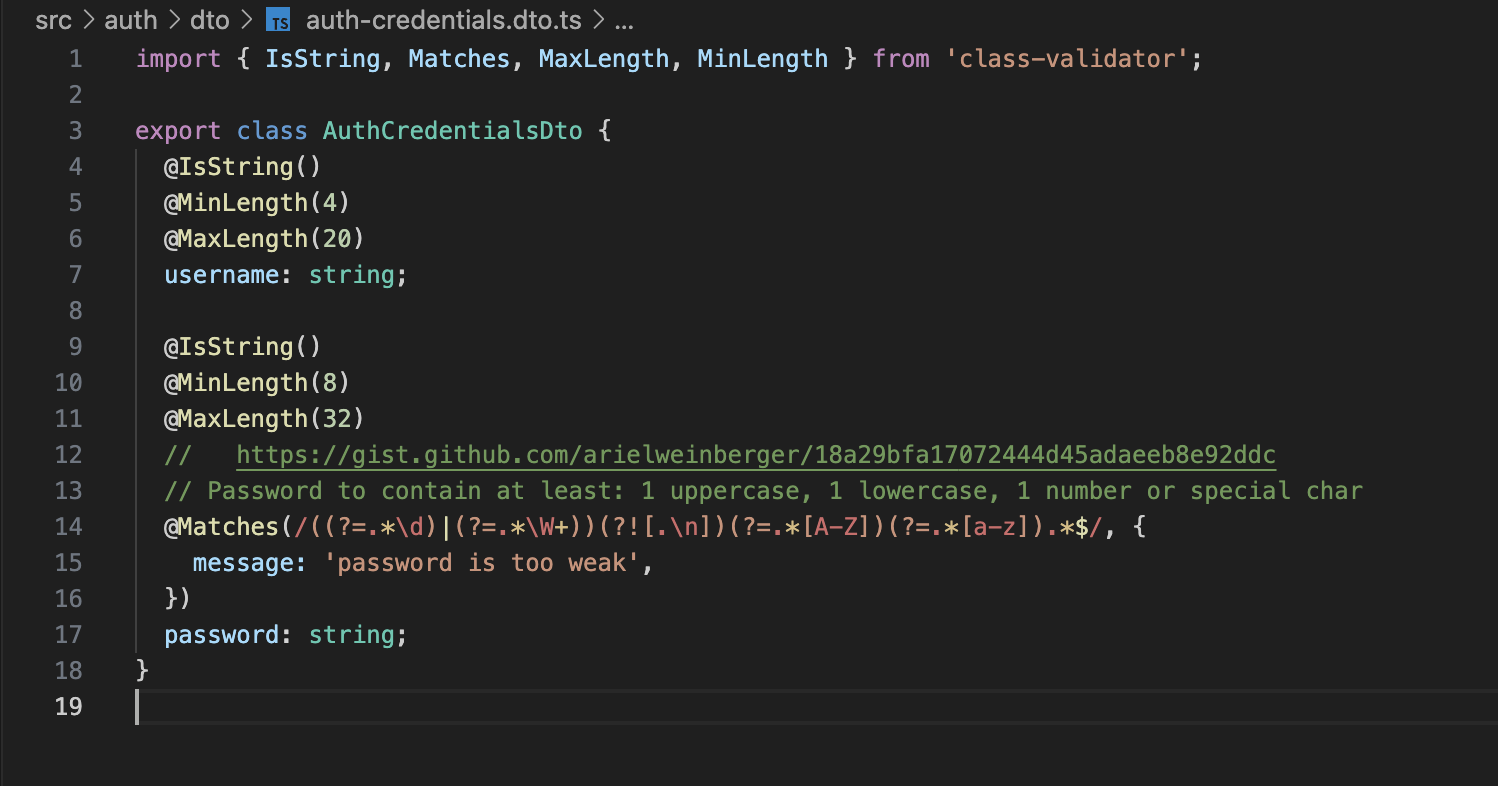 src > auth > dto > TS auth-credentials.dto.ts > ...
1 import { IsString, Matches, MaxLength, MinLength } from 'class-validator';
2
3 export class AuthCredentialsDto {
4   @IsString()
5   @MinLength(4)
6   @MaxLength(20)
7   username: string;
8
9   @IsString()
10   @MinLength(8)
11   @MaxLength(32)
12   //   https://gist.github.com/arielweinberger/18a29bfa17072444d45adaeeb8e92ddc
13   // Password to contain at least: 1 uppercase, 1 lowercase, 1 number or special char
14   @Matches(/((?=.*\d)|(?=.*\W+))(?![.\n])(?=.*[A-Z])(?=.*[a-z]).*$/, {
15     message: 'password is too weak',
16   })
17   password: string;
18 }
19